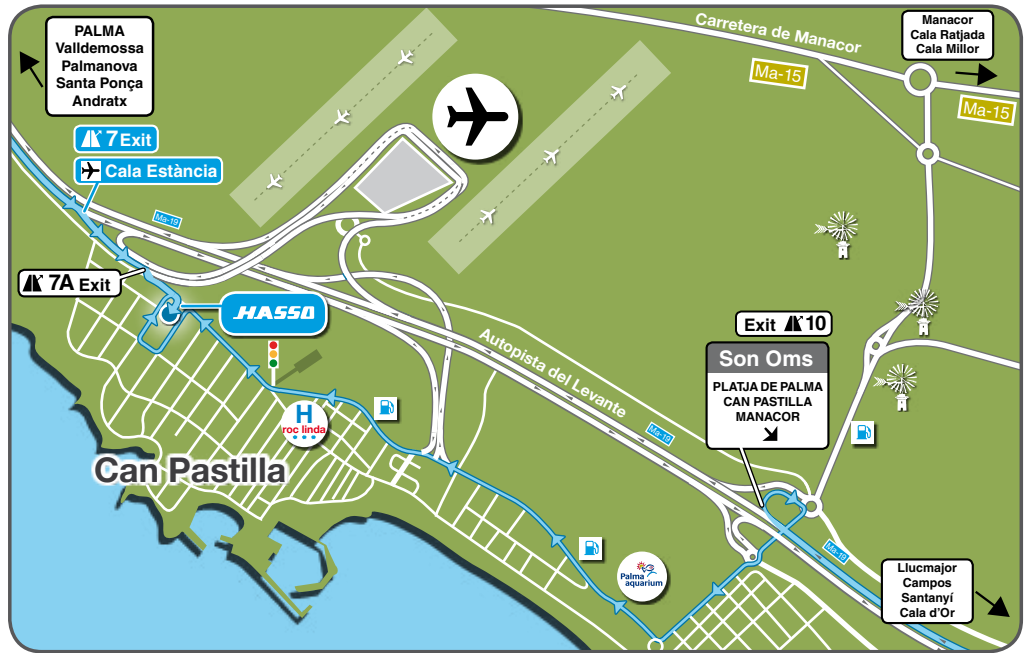 PALMA
Valldemossa
Palmanova
Santa Ponça
Andratx
7 Exit
Cala Estància
Ma-19
7A Exit
HASSO
H
roc linda
Can Pastilla
Carretera de Manacor
Ma-15
Manacor
Cala Ratjada
Cala Millor
Ma-15
Autopista del Levante
Ma-19
Exit 10
Son Oms
PLATJA DE PALMA
CAN PASTILLA
MANACOR
Ma-19
Palma
aquarium
Llucmajor
Campos
Santanyí
Cala d'Or